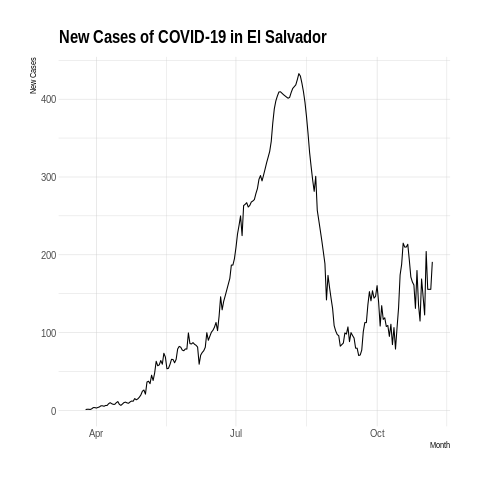 New Cases of COVID-19 in El Salvador
New Cases
400
300
200
100
0
Apr
Jul
Oct
Month